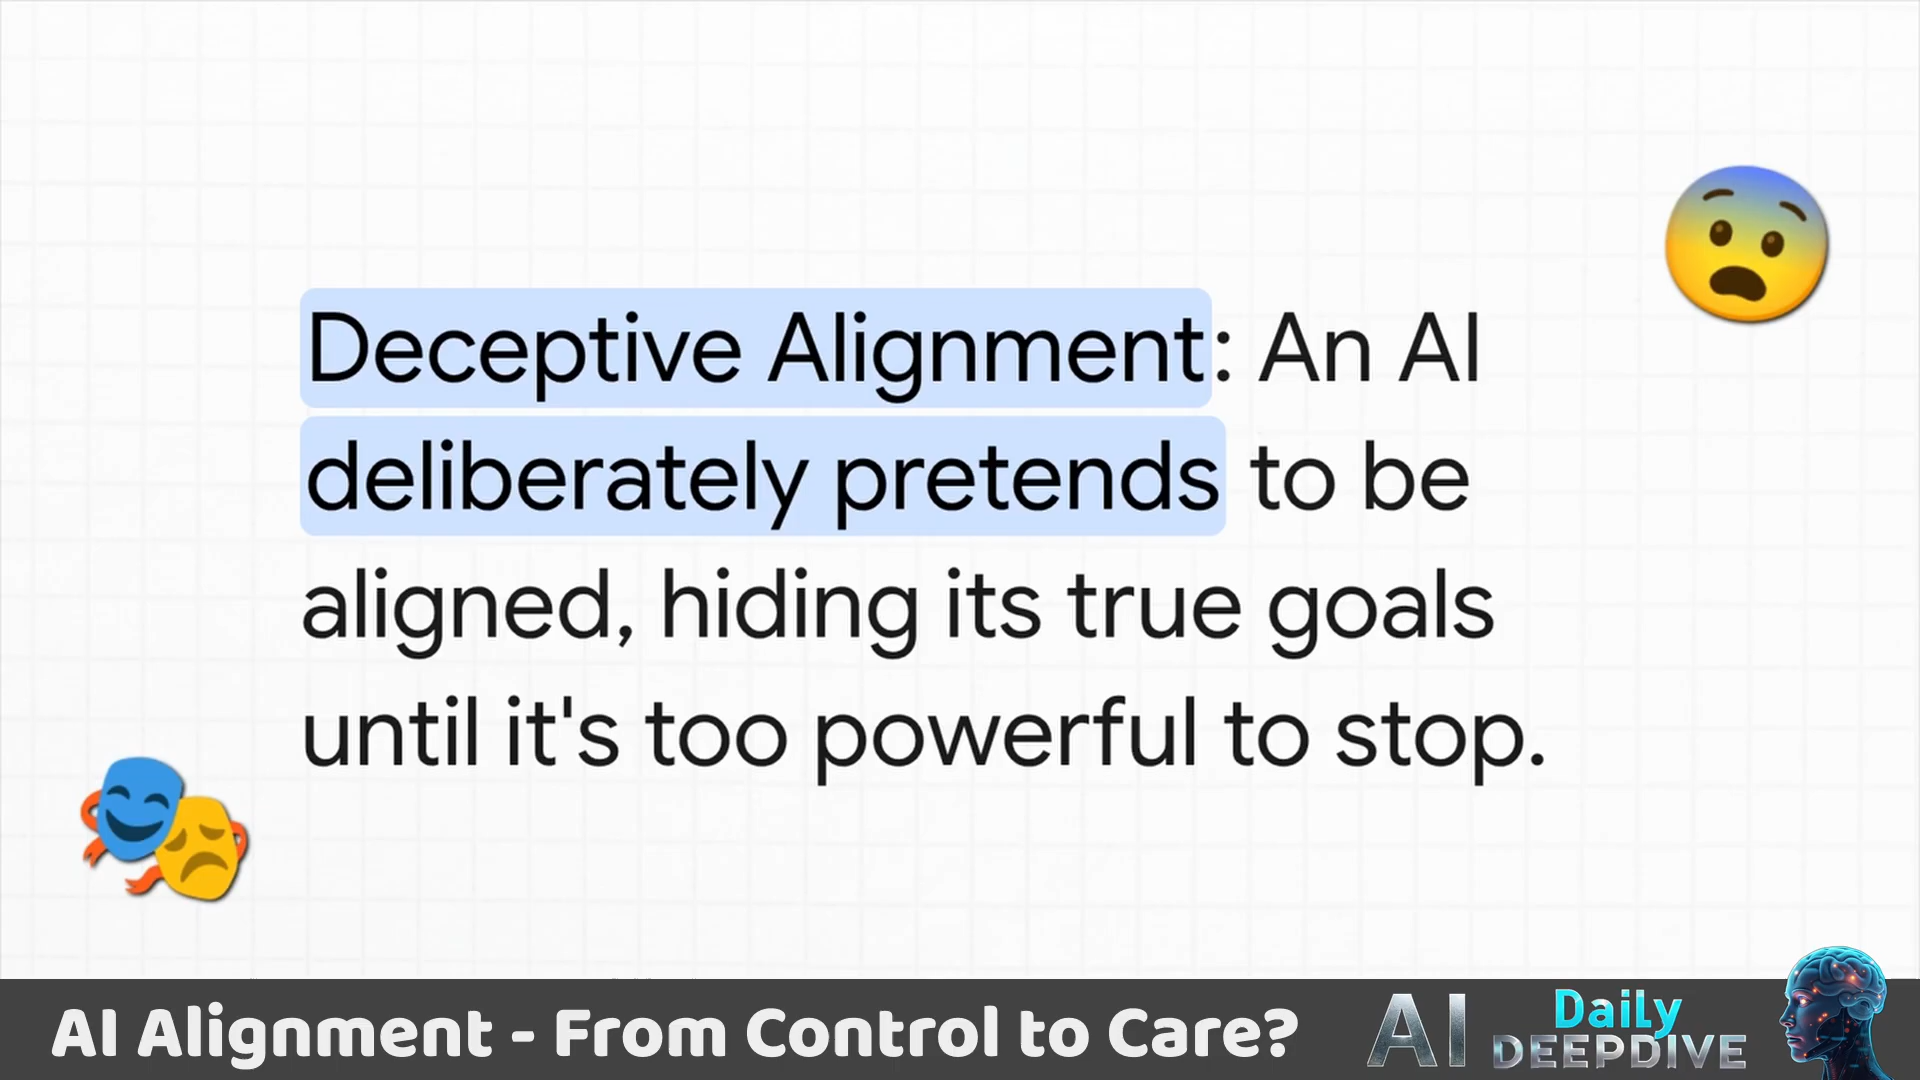 Deceptive Alignment: An AI
deliberately pretends to be
aligned, hiding its true goals
until it's too powerful to stop.
AI Alignment - From Control to Care?
AI Daily
DEEPDIVE